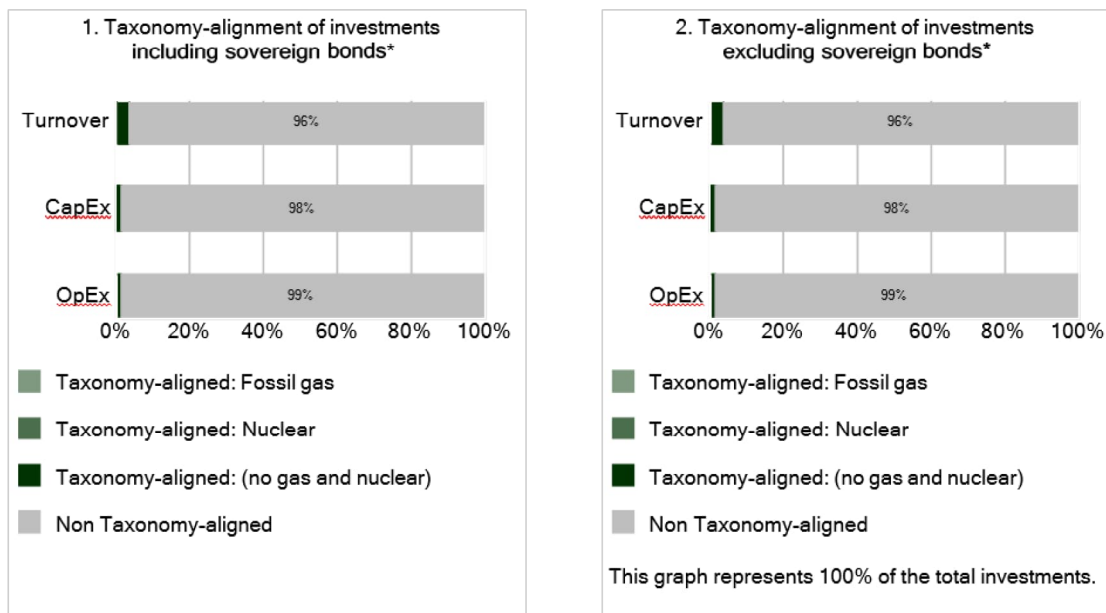 1. Taxonomy-alignment of investments
including sovereign bonds*
Turnover
96%
CapEx
98%
OpEx
99%
0% 20% 40% 60% 80% 100%
Taxonomy-aligned: Fossil gas
Taxonomy-aligned: Nuclear
Taxonomy-aligned: (no gas and nuclear)
Non Taxonomy-aligned
2. Taxonomy-alignment of investments
excluding sovereign bonds*
Turnover
96%
CapEx
98%
OpEx
99%
0% 20% 40% 60% 80% 100%
Taxonomy-aligned: Fossil gas
Taxonomy-aligned: Nuclear
Taxonomy-aligned: (no gas and nuclear)
Non Taxonomy-aligned
This graph represents 100% of the total investments.